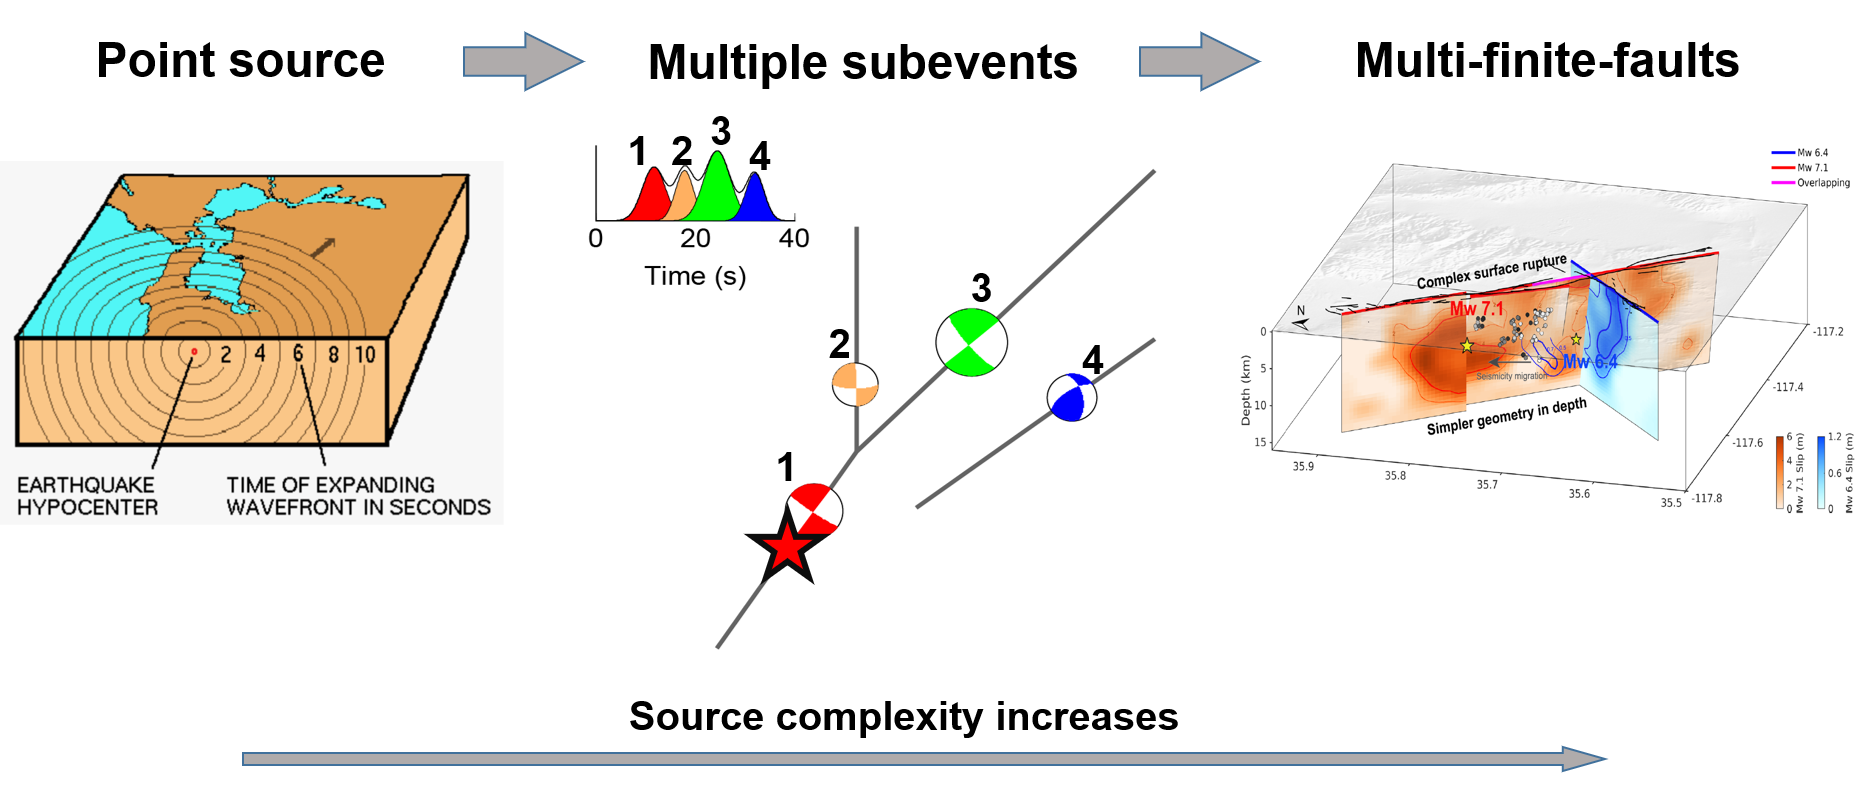 Point source
Multiple subevents
Multi-finite-faults
2 4 6 8 10
EARTHQUAKE
HYPOCENTER
TIME OF EXPANDING
WAVEFRONT IN SECONDS
1 2 3 4
0 20 40
Time (s)
1
2
3
4
Mw 6.4
Mw 7.1
Overlapping
Complex surface rupture
N
Mw 7.1
Mw 6.4
Seismicity migration
Simpler geometry in depth
Depth (km)
0
5
10
15
35.9
35.8
35.7
35.6
35.5
-117.2
-117.4
-117.6
-117.8
6
4
2
0
Mw 7.1 Slip (m)
1.2
0.6
0
Mw 6.4 Slip (m)
Source complexity increases